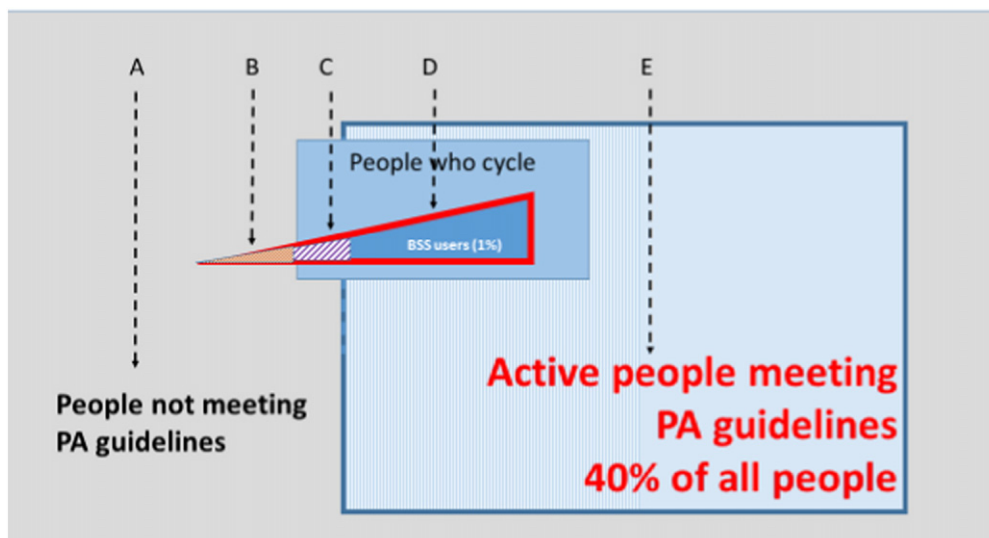 A
B
C
D
E
People who cycle
BSS users (1%)
Active people meeting
PA guidelines
40% of all people
People not meeting
PA guidelines